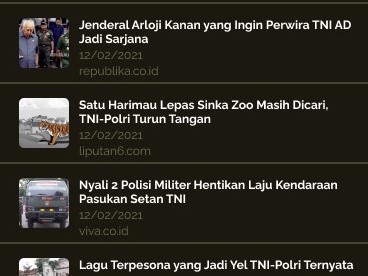 Jenderal Arloji Kanan yang Ingin Perwira TNI AD
Jadi Sarjana
12/02/2021
republika.co.id
Satu Harimau Lepas Sinka Zoo Masih Dicari,
TNI-Polri Turun Tangan
12/02/2021
liputan6.com
Nyali 2 Polisi Militer Hentikan Laju Kendaraan
Pasukan Setan TNI
12/02/2021
viva.co.id
Lagu Terpesona yang Jadi Yel TNI-Polri Ternyata